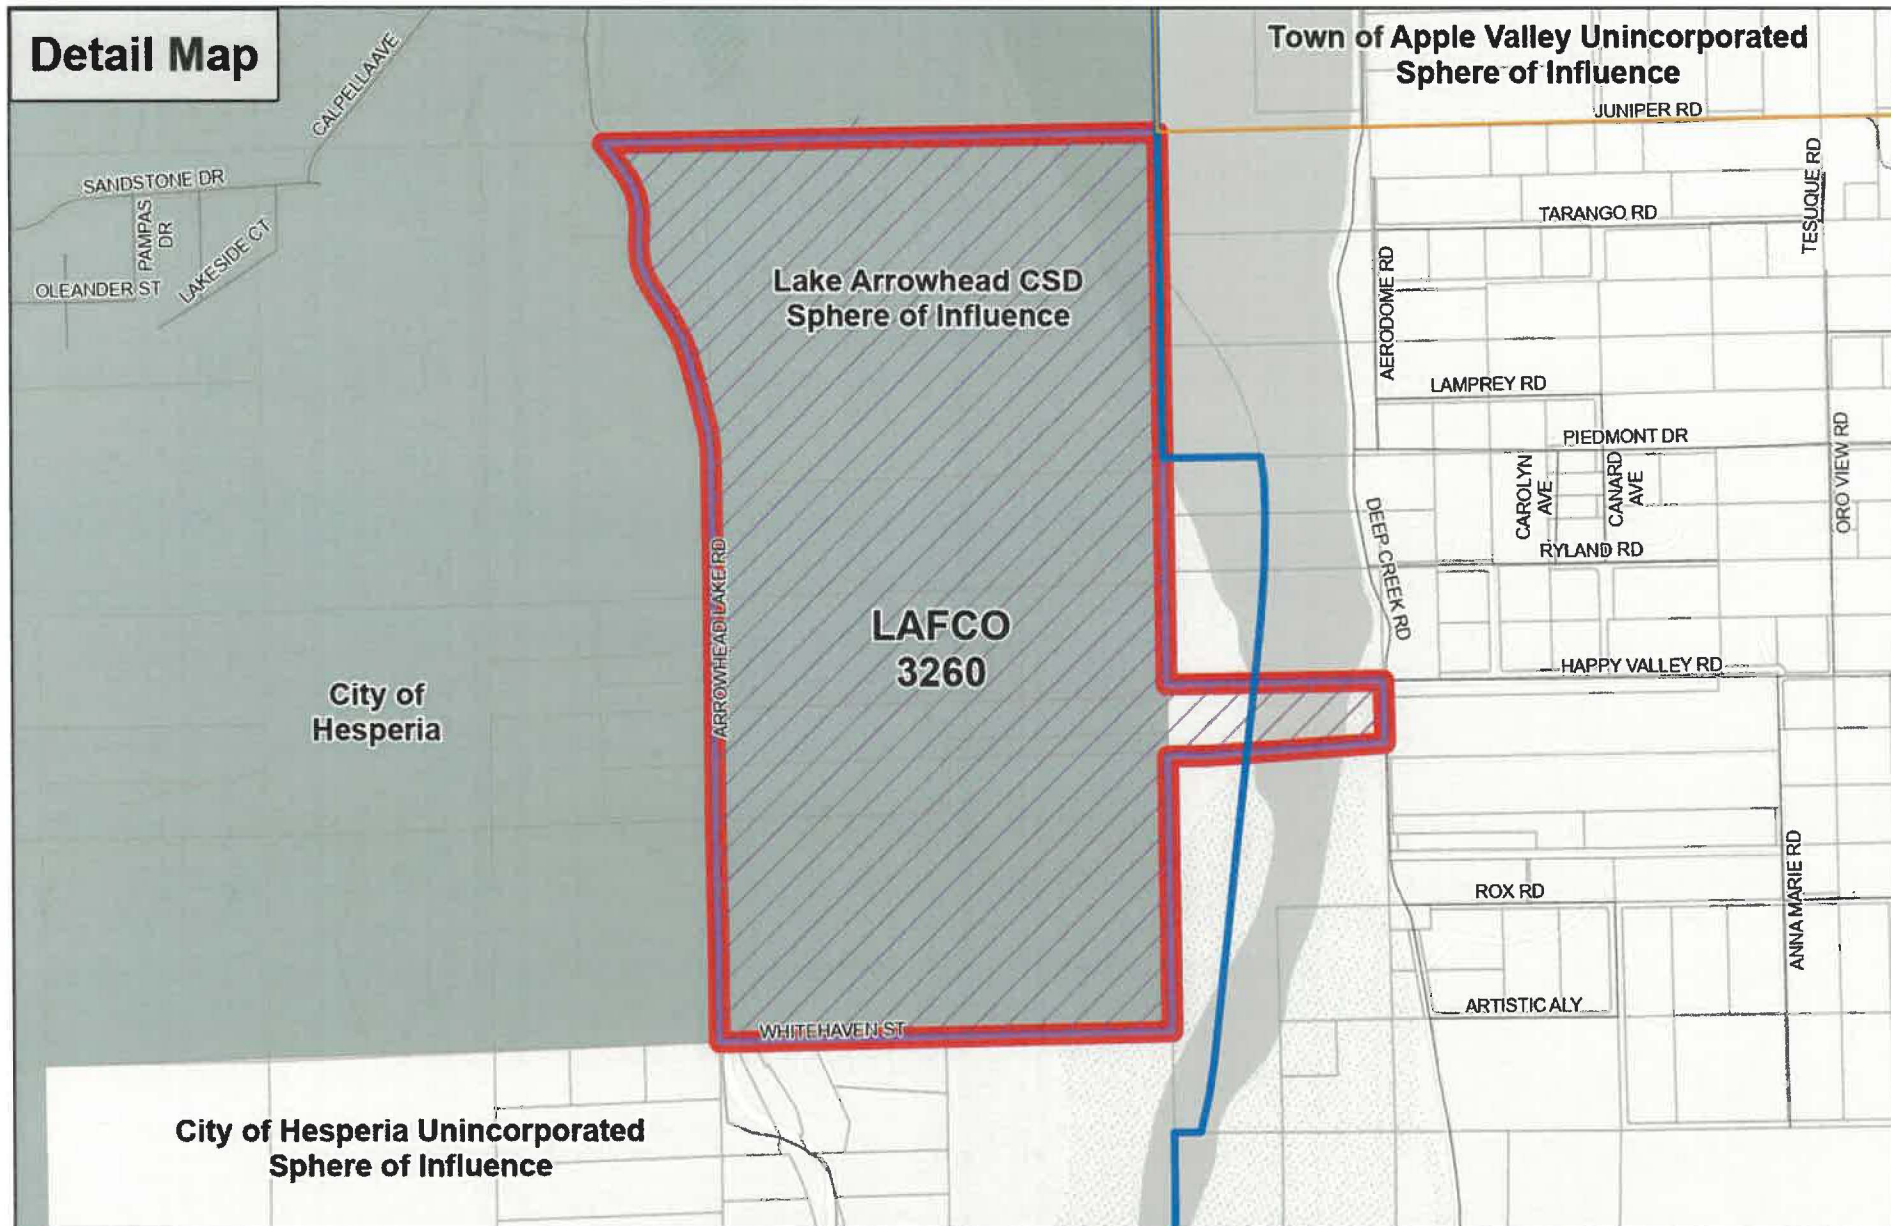 Detail Map
Town of Apple Valley Unincorporated
Sphere of Influence
CALPELLA AVE
JUNIPER RD
SANDSTONE DR
PAMPAS
DR
LAKESIDE CT
OLEANDER ST
TESUQUE RD
TARANGO RD
AERODOME RD
Lake Arrowhead CSD
Sphere of Influence
LAMPREY RD
PIEDMONT DR
CAROLYN
AVE
CANARD
AVE
ORO VIEW RD
RYLAND RD
DEEP CREEK RD
ARROWHEAD LAKE RD
LAFCO
3260
HAPPY VALLEY RD
City of
Hesperia
ROX RD
ANNA MARIE RD
ARTISTIC ALY
WHITEHAVEN ST
City of Hesperia Unincorporated
Sphere of Influence